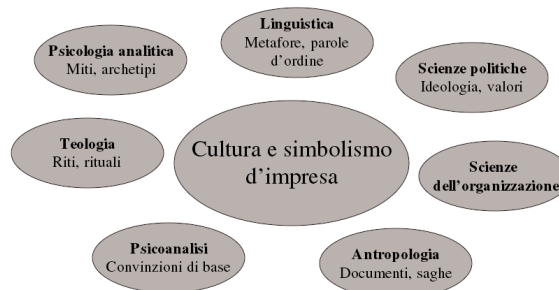 Linguistica
Metafore, parole
d'ordine
Psicologia analitica
Miti, archetipi
Scienze politiche
Ideologia, valori
Teologia
Riti, rituali
Cultura e simbolismo
d'impresa
Scienze
dell'organizzazione
Psicoanalisi
Convinzioni di base
Antropologia
Documenti, saghe